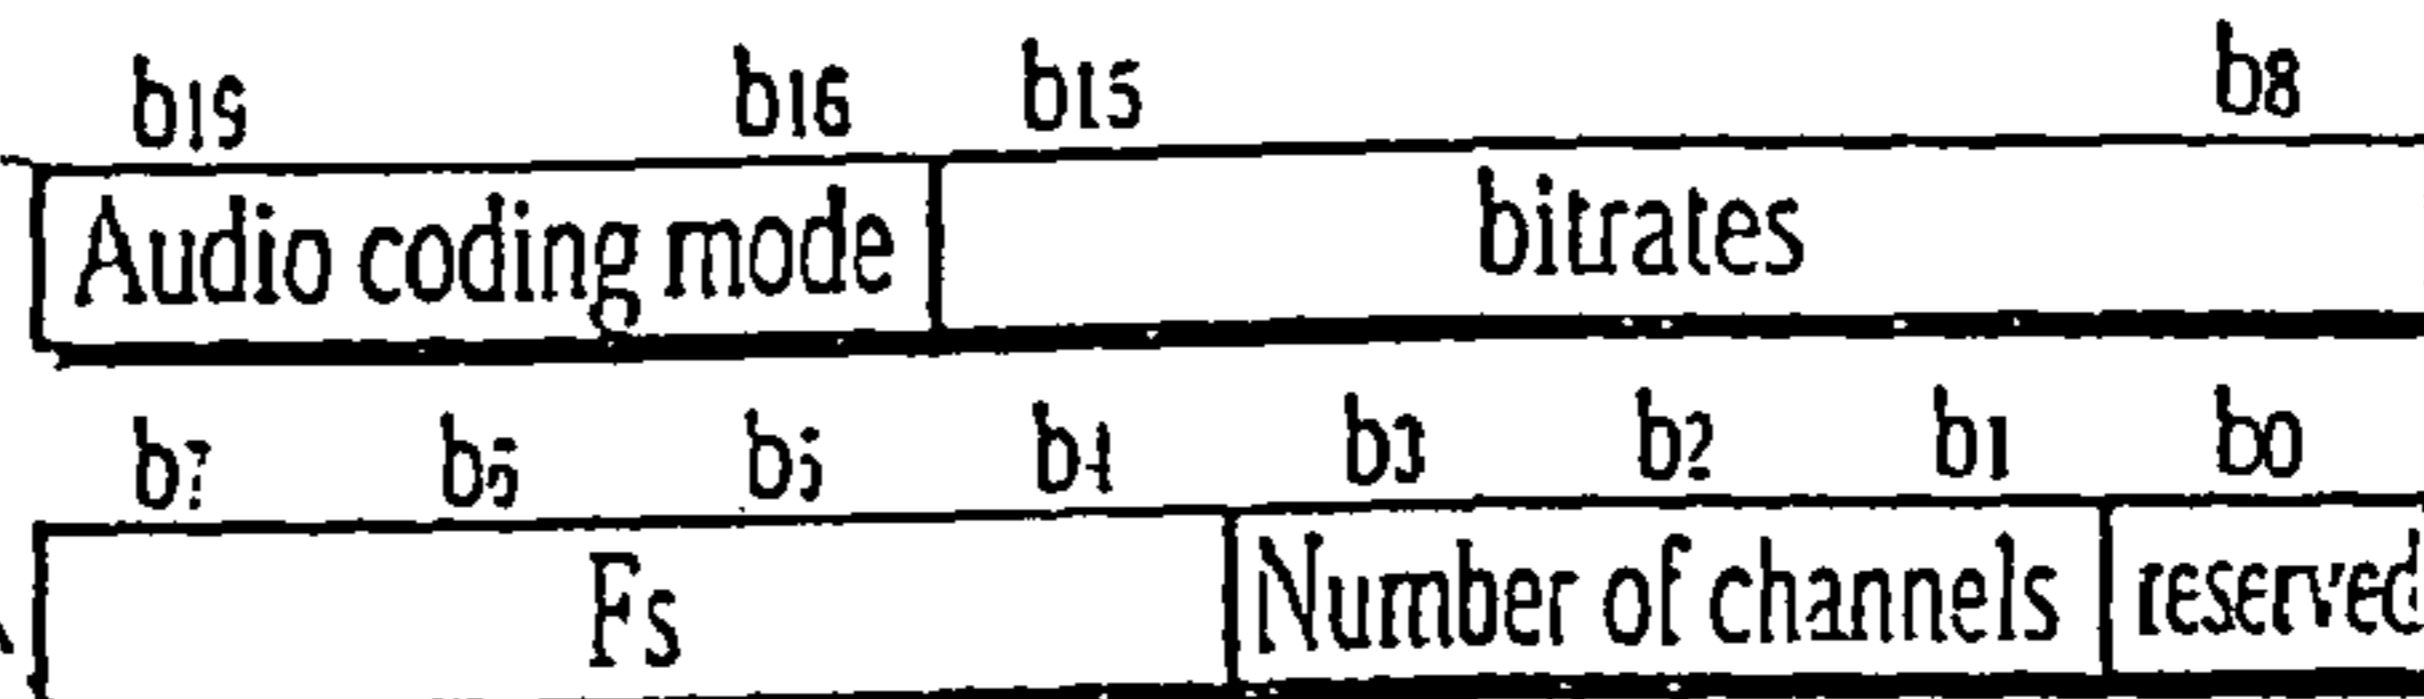 b19 b16 b15 b8
Audio coding mode bitrates
b7 b6 b5 b4 b3 b2 b1 b0
Fs Number of channels reserved